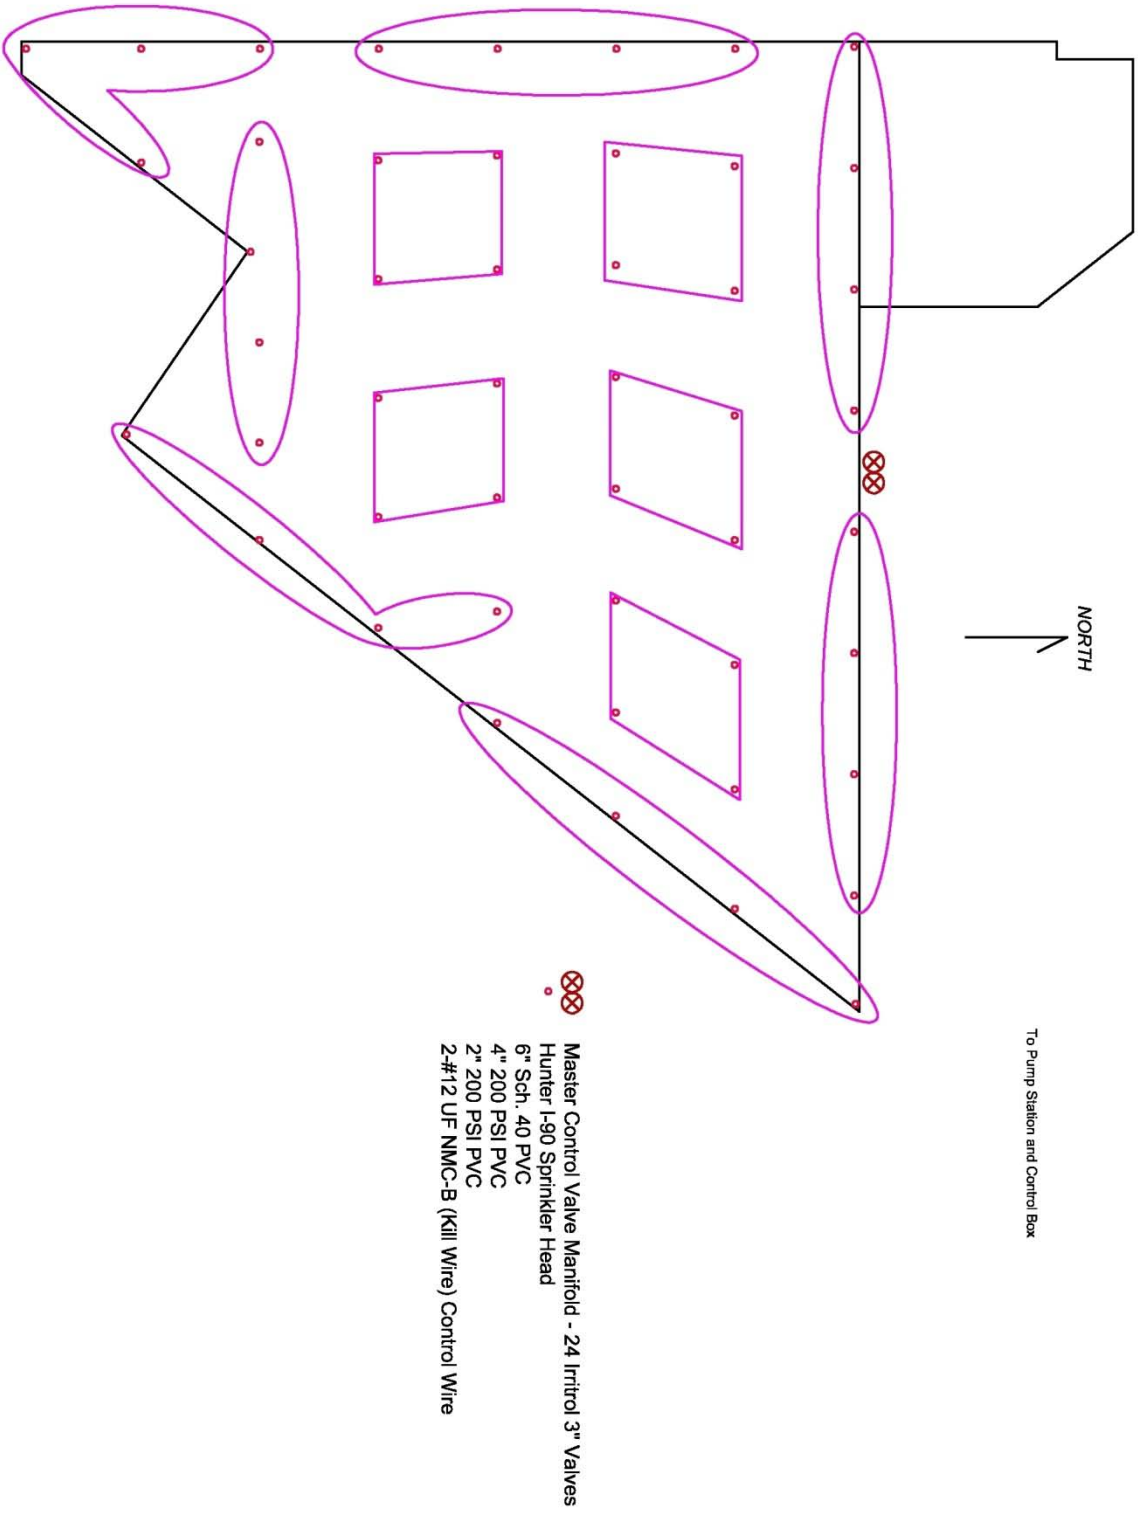 NORTH
To Pump Station and Control Box
Master Control Valve Manifold - 24 Irritrol 3" Valves
Hunter I-90 Sprinkler Head
6" Sch. 40 PVC
4" 200 PSI PVC
2" 200 PSI PVC
2-#12 UF NMC-B (Kill Wire) Control Wire